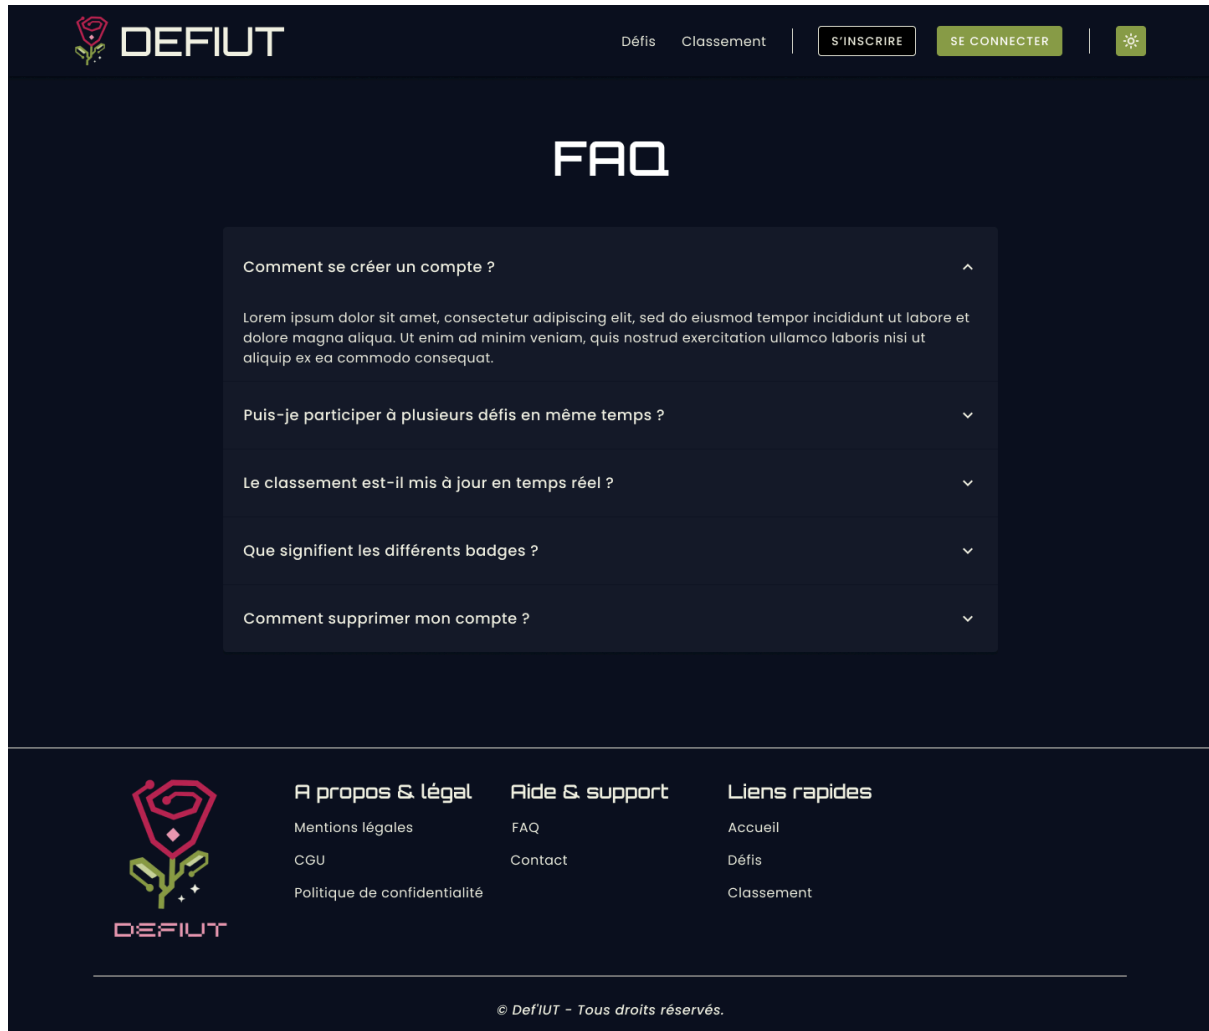 DEFIUT
Défis Classement S'INSCRIRE SE CONNECTER
FAQ
Comment se créer un compte ?
Lorem ipsum dolor sit amet, consectetur adipiscing elit, sed do eiusmod tempor incididunt ut labore et
dolore magna aliqua. Ut enim ad minim veniam, quis nostrud exercitation ullamco laboris nisi ut
aliquip ex ea commodo consequat.
Puis-je participer à plusieurs défis en même temps ?
Le classement est-il mis à jour en temps réel ?
Que signifient les différents badges ?
Comment supprimer mon compte ?
DEFIUT
A propos & légal
Mentions légales
CGU
Politique de confidentialité
Aide & support
FAQ
Contact
Liens rapides
Accueil
Défis
Classement
© Def'IUT - Tous droits réservés.